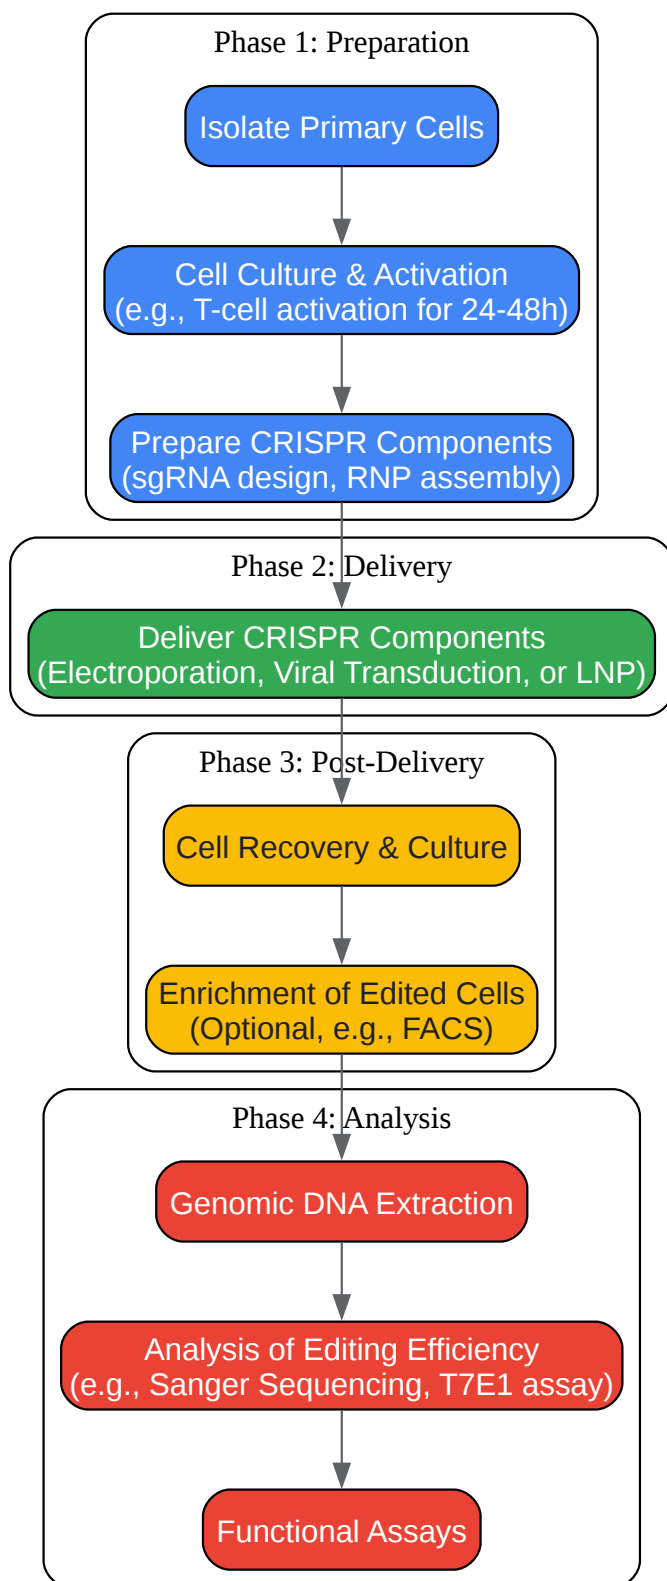 Phase 1: Preparation
Isolate Primary Cells
Cell Culture & Activation
(e.g., T-cell activation for 24-48h)
Prepare CRISPR Components
(sgRNA design, RNP assembly)
Phase 2: Delivery
Deliver CRISPR Components
(Electroporation, Viral Transduction, or LNP)
Phase 3: Post-Delivery
Cell Recovery & Culture
Enrichment of Edited Cells
(Optional, e.g., FACS)
Phase 4: Analysis
Genomic DNA Extraction
Analysis of Editing Efficiency
(e.g., Sanger Sequencing, T7E1 assay)
Functional Assays